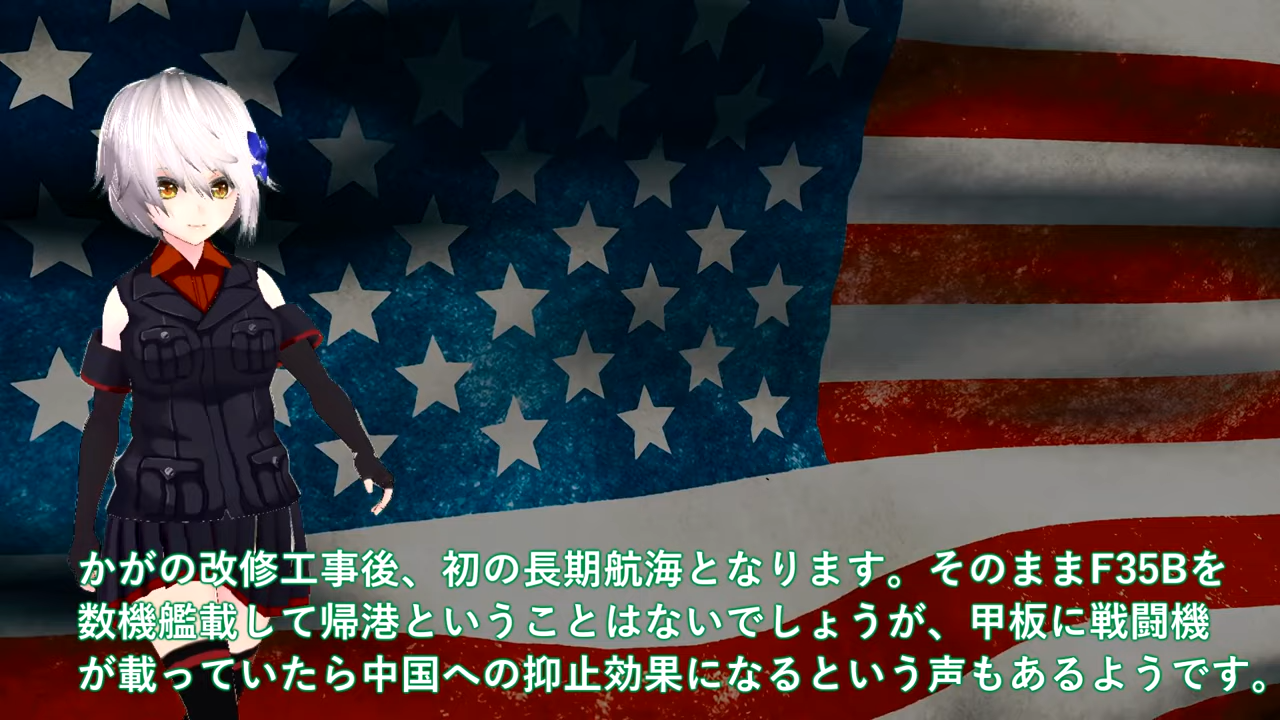 かがの改修工事後、初の長期航海となります。そのままF35Bを
数機艦載して帰港ということはないでしょうが、甲板に戦闘機
が載っていたら中国への抑止効果になるという声もあるようです。